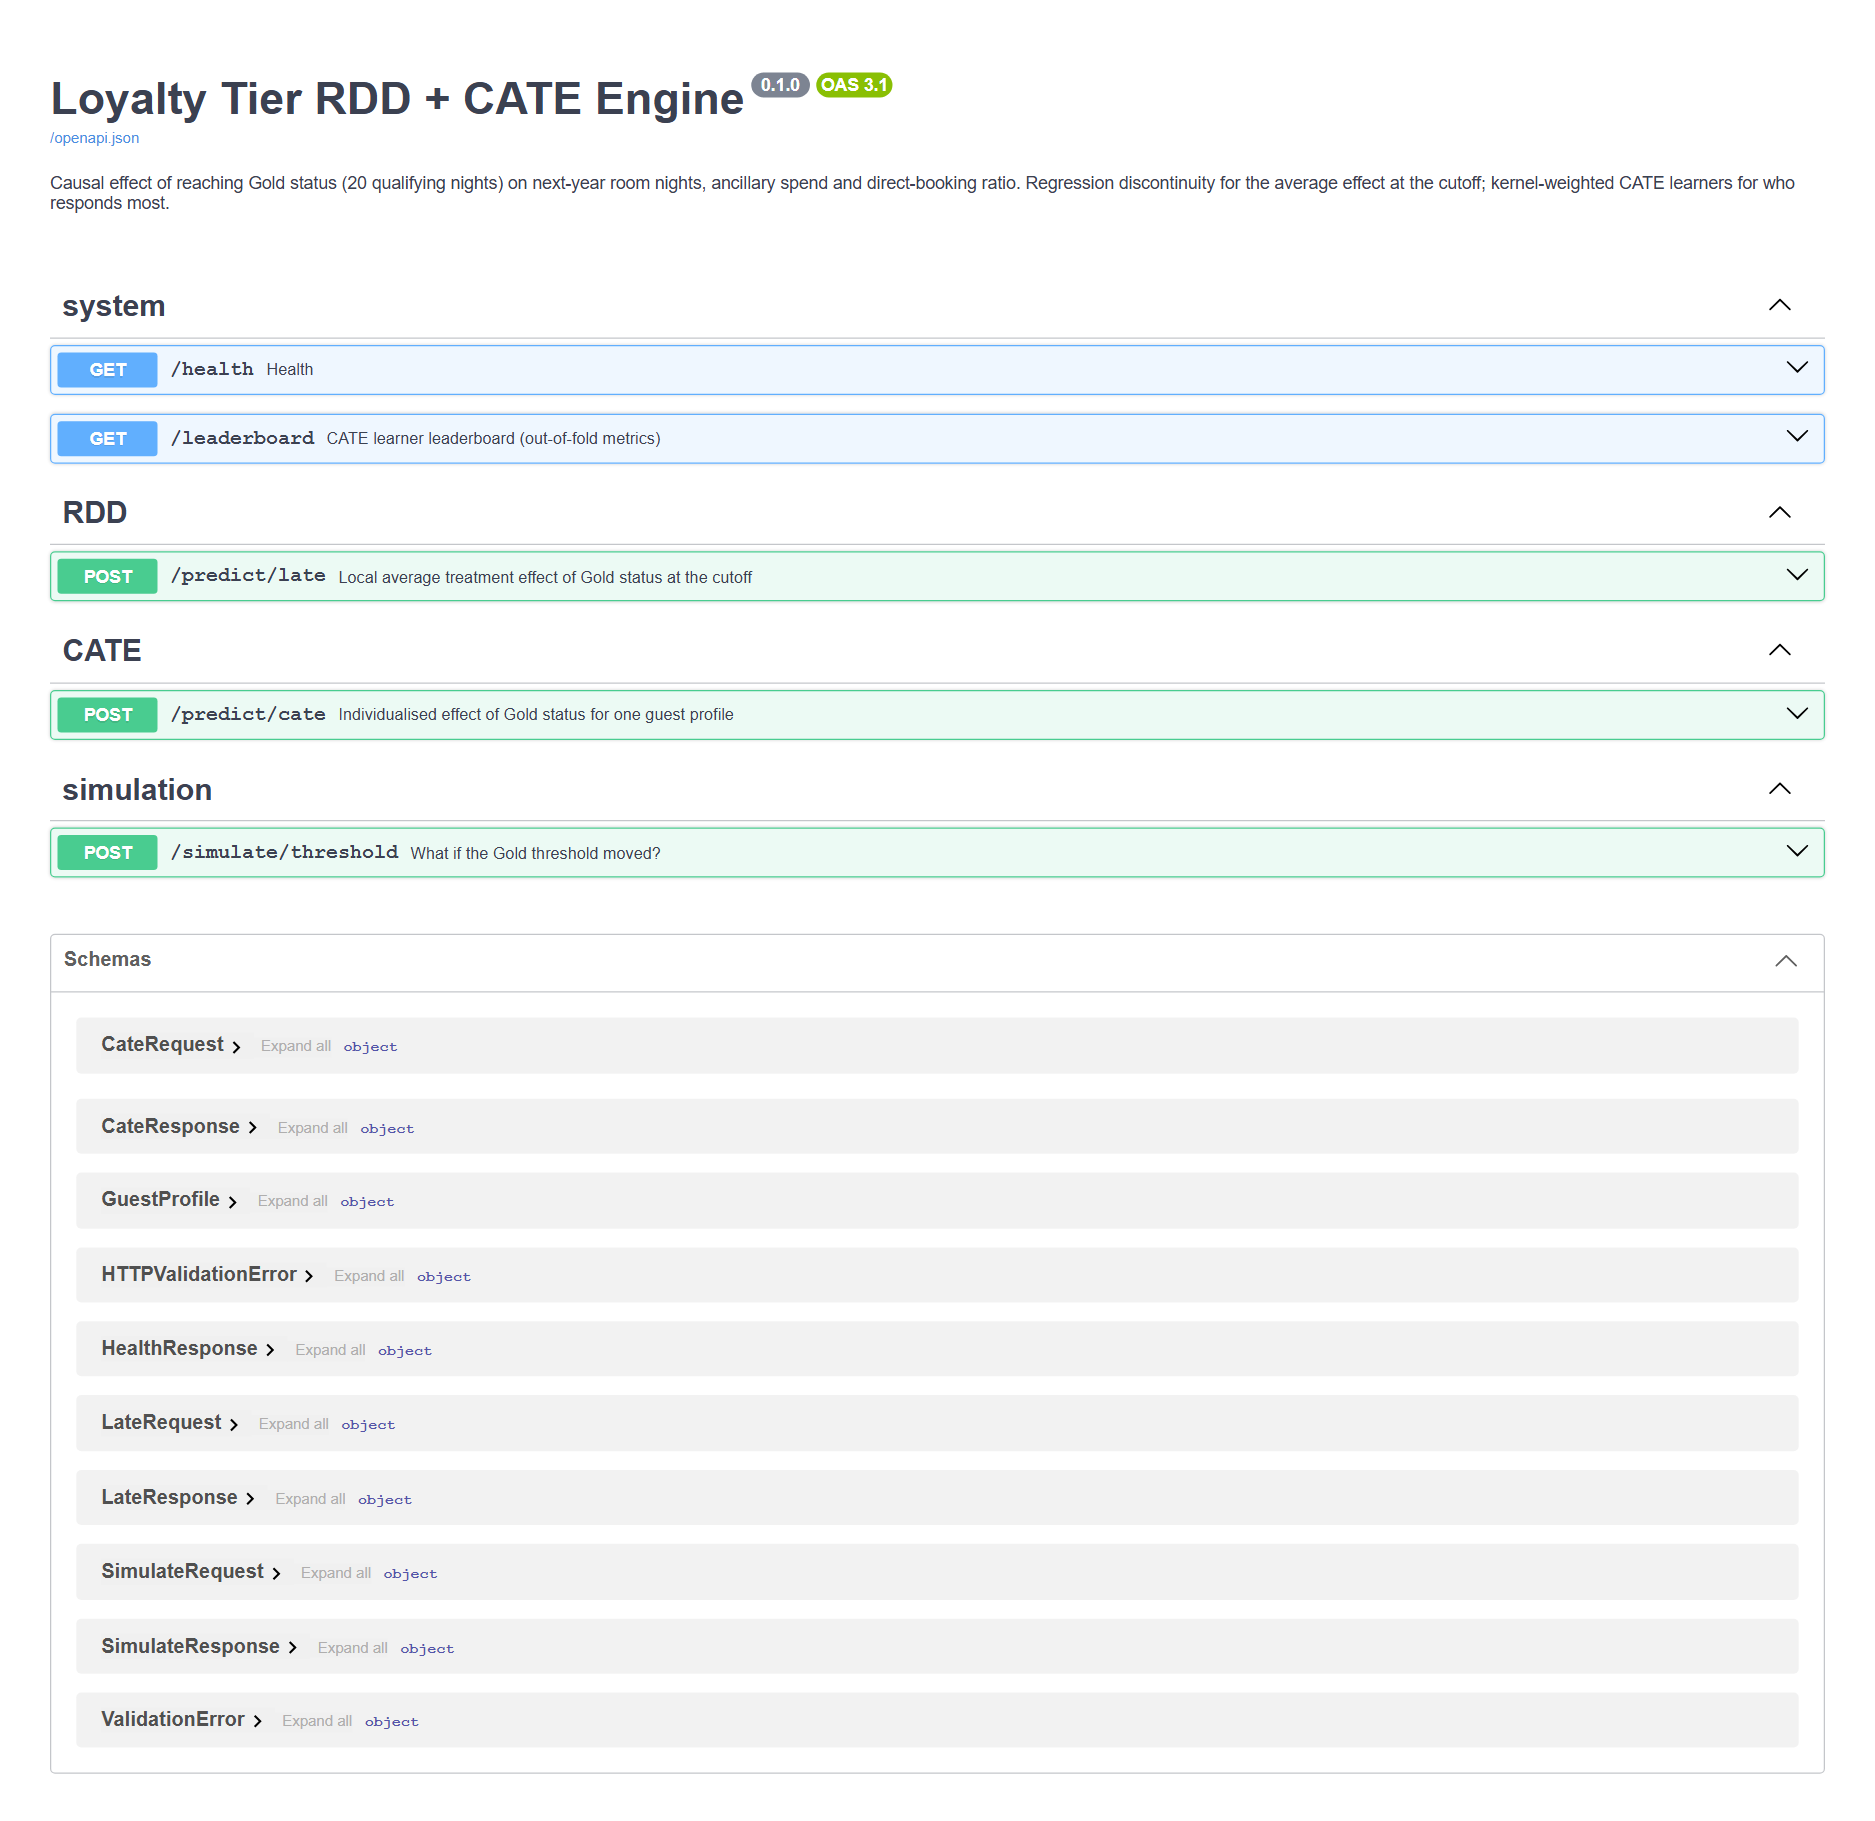 Loyalty Tier RDD + CATE Engine 0.1.0 OAS 3.1
/openapi.json
Causal effect of reaching Gold status (20 qualifying nights) on next-year room nights, ancillary spend and direct-booking ratio. Regression discontinuity for the average effect at the cutoff; kernel-weighted CATE learners for who
responds most.
system
GET /health Health
GET /leaderboard CATE learner leaderboard (out-of-fold metrics)
RDD
POST /predict/late Local average treatment effect of Gold status at the cutoff
CATE
POST /predict/cate Individualised effect of Gold status for one guest profile
simulation
POST /simulate/threshold What if the Gold threshold moved?
Schemas
CateRequest Expand all object
CateResponse Expand all object
GuestProfile Expand all object
HTTPValidationError Expand all object
HealthResponse Expand all object
LateRequest Expand all object
LateResponse Expand all object
SimulateRequest Expand all object
SimulateResponse Expand all object
ValidationError Expand all object